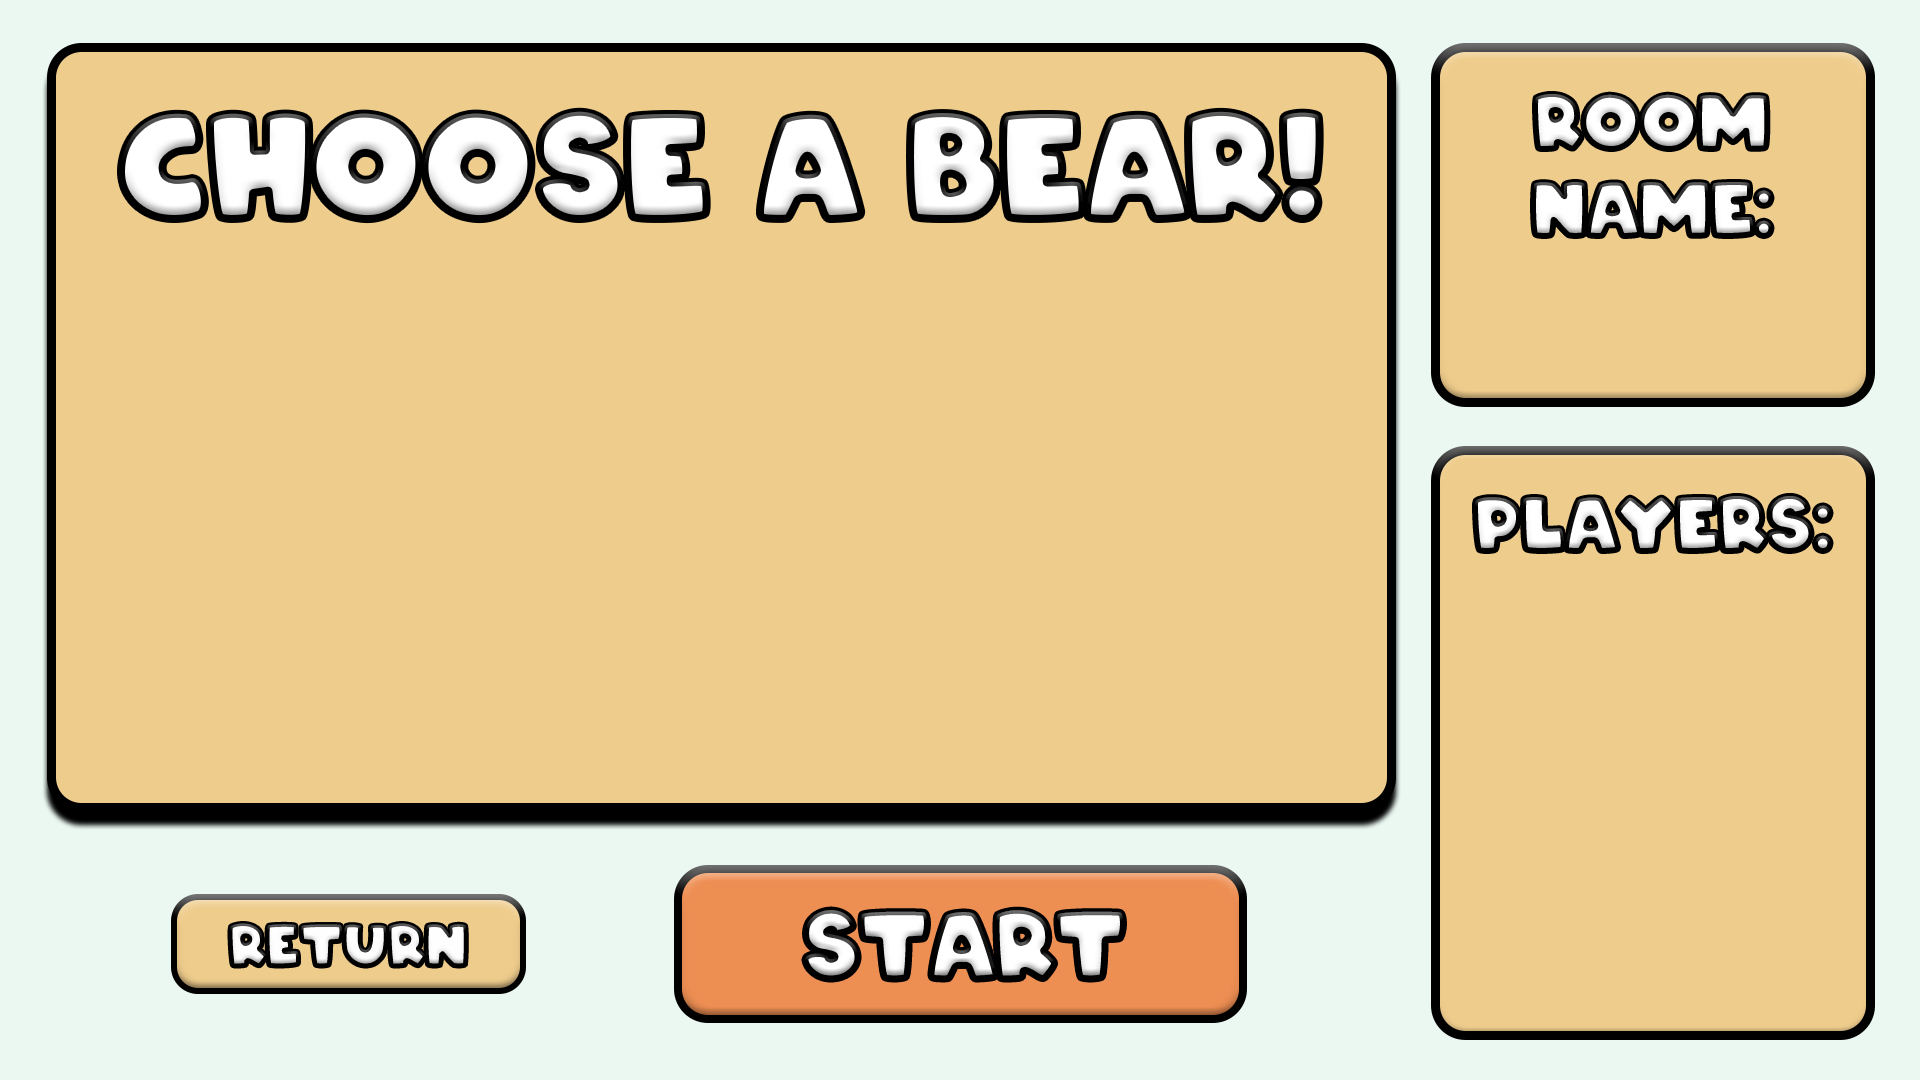 CHOOSE A BEAR!
ROOM
NAME:
PLAYERS:
RETURN
START